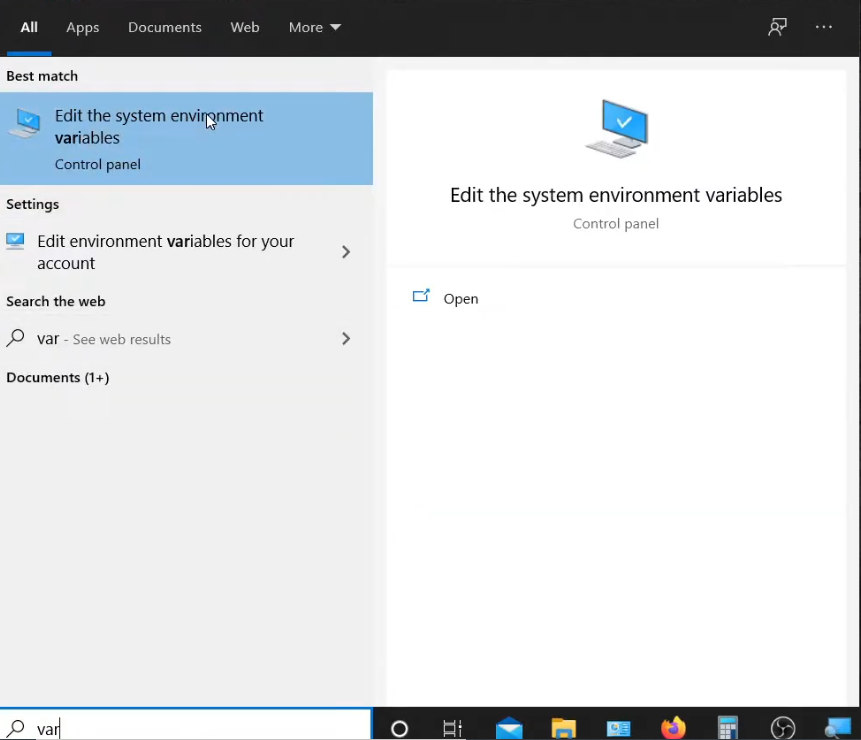 All Apps Documents Web More
Best match
Edit the system environment
variables
Control panel
Settings
Edit environment variables for your
account
Search the web
var - See web results
Documents (1+)
Edit the system environment variables
Control panel
Open
var